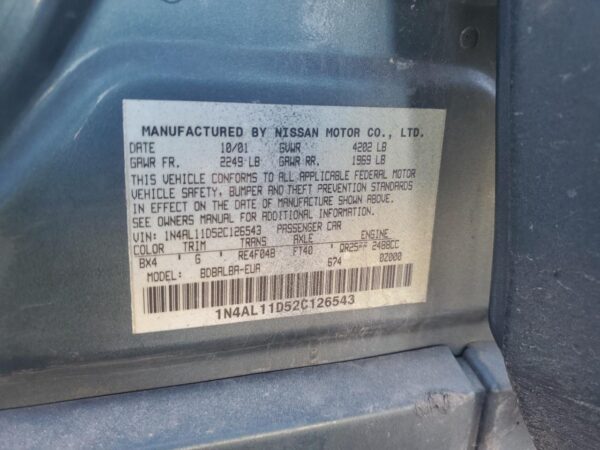 MANUFACTURED BY NISSAN MOTOR CO., LTD.
DATE 10/01 GVWR 4202 LB
GAWR FR. 2249 LB GAWR RR. 1969 LB
THIS VEHICLE CONFORMS TO ALL APPLICABLE FEDERAL MOTOR
VEHICLE SAFETY, BUMPER AND THEFT PREVENTION STANDARDS
IN EFFECT ON THE DATE OF MANUFACTURE SHOWN ABOVE.
SEE OWNERS MANUAL FOR ADDITIONAL INFORMATION.
VIN: 1N4AL11D52C126543 PASSENGER CAR
COLOR TRIM TRANS AXLE
BX4 G RE4F04B FT40 2488CC
MODEL: BDBALBA-EUA 674 02000
1N4AL11D52C126543